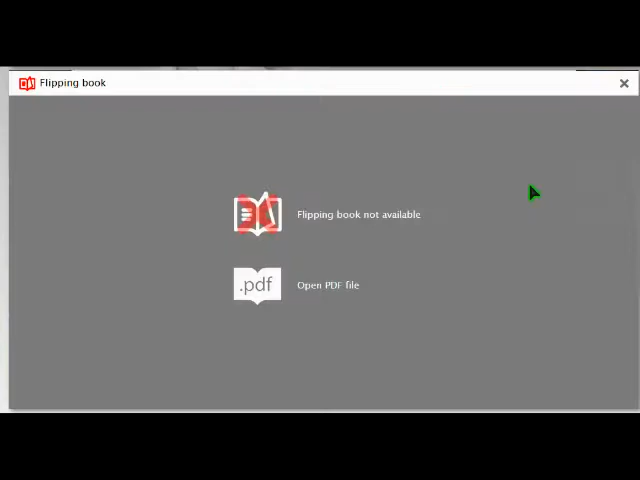 Flipping book
Flipping book not available
.pdf
Open PDF file